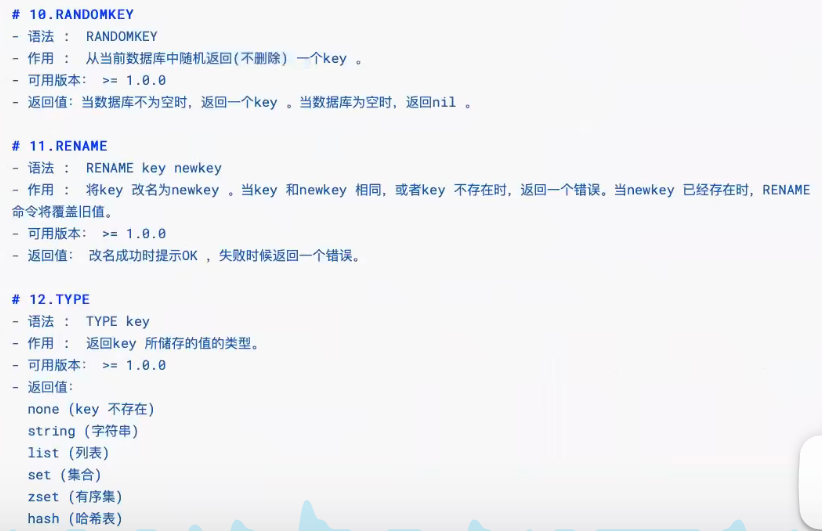 # 10.RANDOMKEY
- 语法 ： RANDOMKEY
- 作用 ： 从当前数据库中随机返回(不删除) 一个key 。
- 可用版本： >= 1.0.0
- 返回值：当数据库不为空时，返回一个key 。当数据库为空时，返回nil 。
# 11.RENAME
- 语法 ： RENAME key newkey
- 作用 ： 将key 改名为newkey 。当key 和newkey 相同，或者key 不存在时，返回一个错误。当newkey 已经存在时，RENAME
命令将覆盖旧值。
- 可用版本： >= 1.0.0
- 返回值： 改名成功时提示OK ，失败时候返回一个错误。
# 12.TYPE
- 语法 ： TYPE key
- 作用 ： 返回key 所储存的值的类型。
- 可用版本： >= 1.0.0
- 返回值：
none (key 不存在)
string (字符串)
list (列表)
set (集合)
zset (有序集)
hash (哈希表)